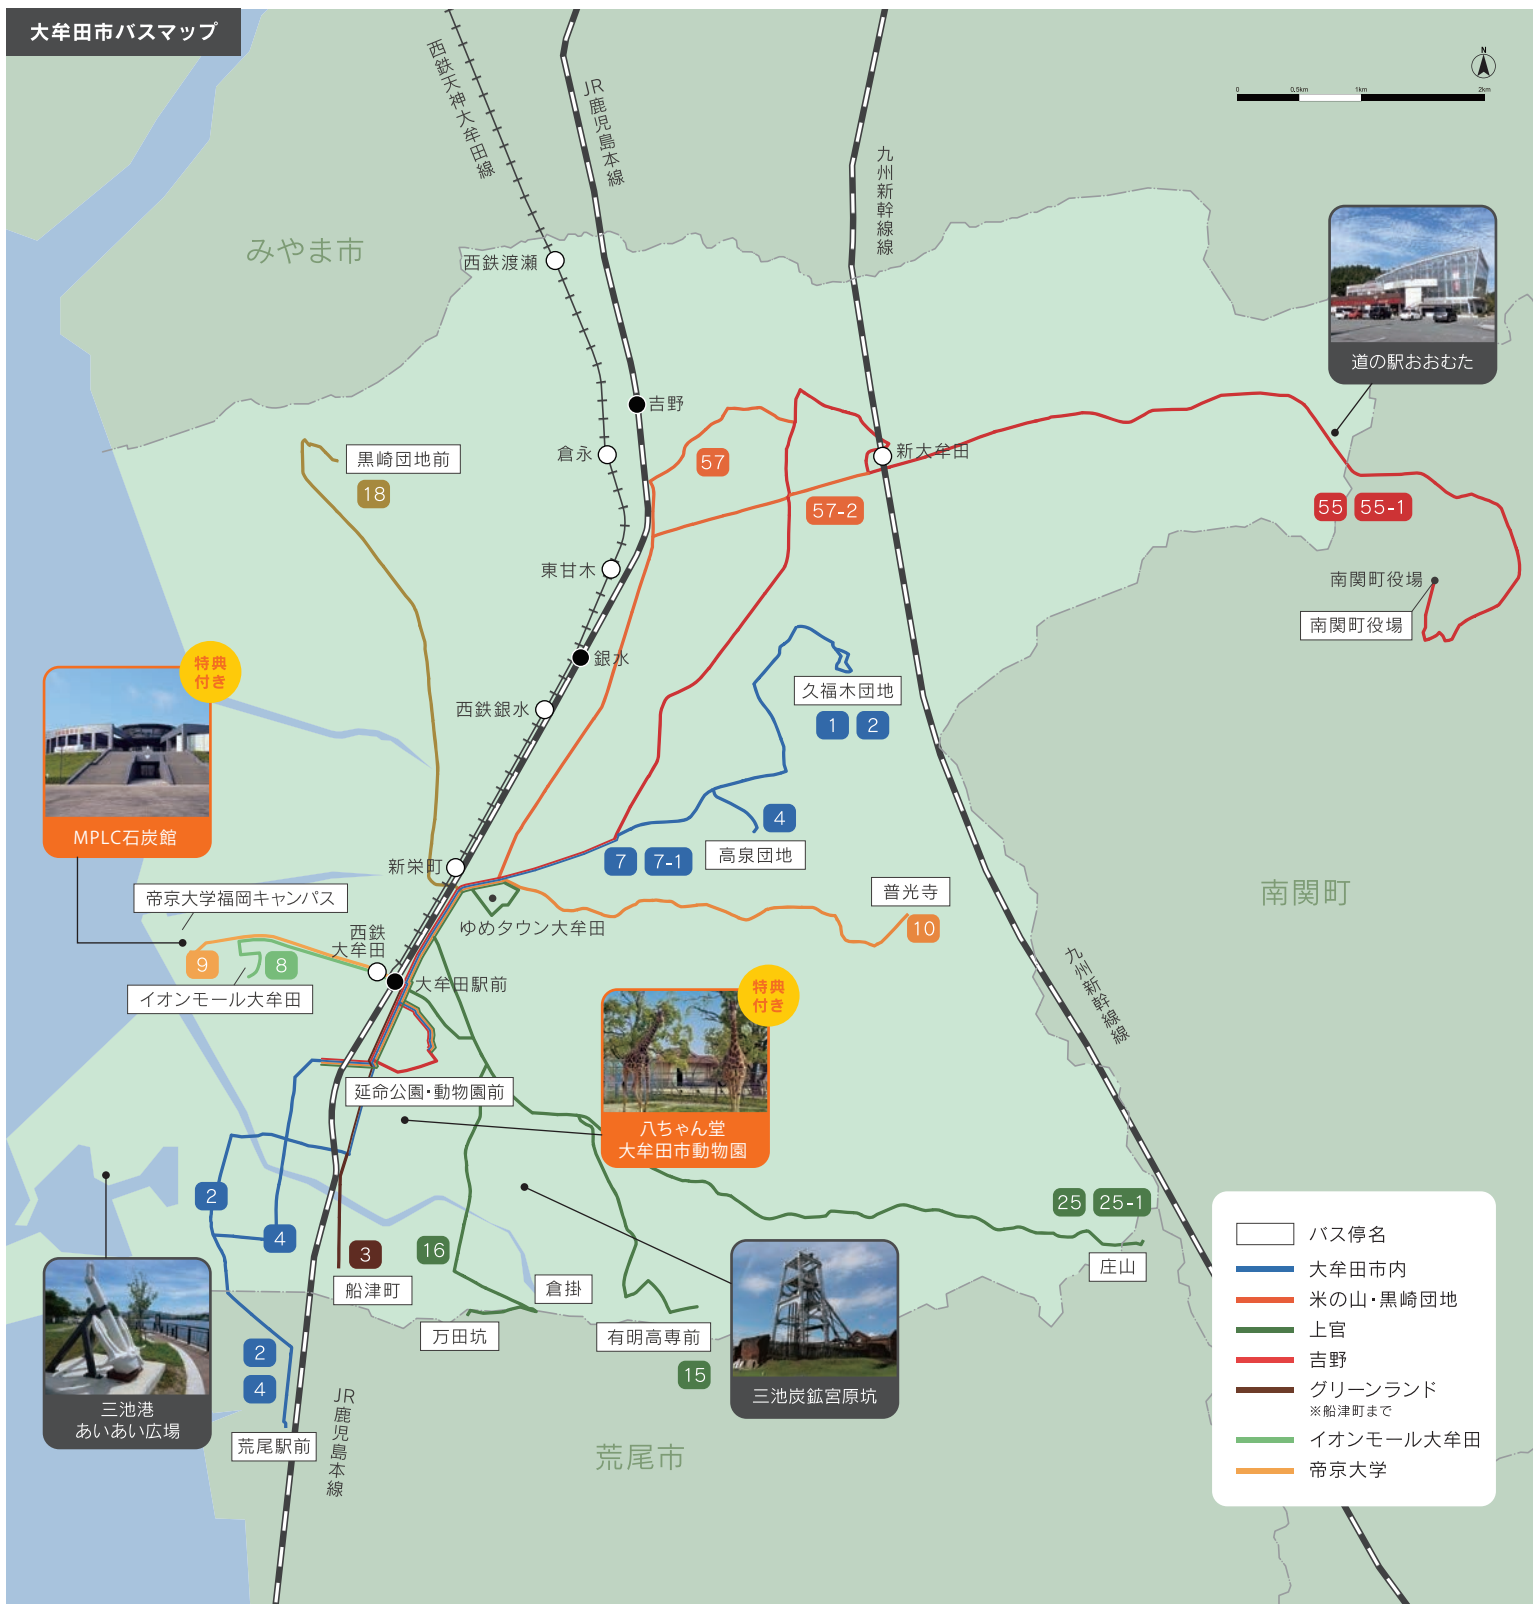 大牟田市バスマップ
西鉄天神大牟田線
JR鹿児島本線
九州新幹線線
N
0
0.5km
1km
2km
みやま市
西鉄渡瀬
道の駅おおむた
吉野
倉永
新大牟田
黒崎団地前
18
57
57-2
55
55-1
東甘木
南関町役場
南関町役場
銀水
西鉄銀水
久福木団地
1
2
特典
付き
MPLC石炭館
4
高泉団地
7
7-1
新栄町
帝京大学福岡キャンパス
普光寺
10
南関町
ゆめタウン大牟田
西鉄
大牟田
9
8
イオンモール大牟田
大牟田駅前
九州新幹線線
特典
付き
八ちゃん堂
大牟田市動物園
延命公園・動物園前
2
4
3
船津町
16
倉掛
万田坑
有明高専前
15
25
25-1
庄山
三池炭鉱宮原坑
三池港
あいあい広場
2
4
荒尾駅前
JR鹿児島本線
荒尾市
バス停名
大牟田市内
米の山・黒崎団地
上官
吉野
グリーンランド
※船津町まで
イオンモール大牟田
帝京大学